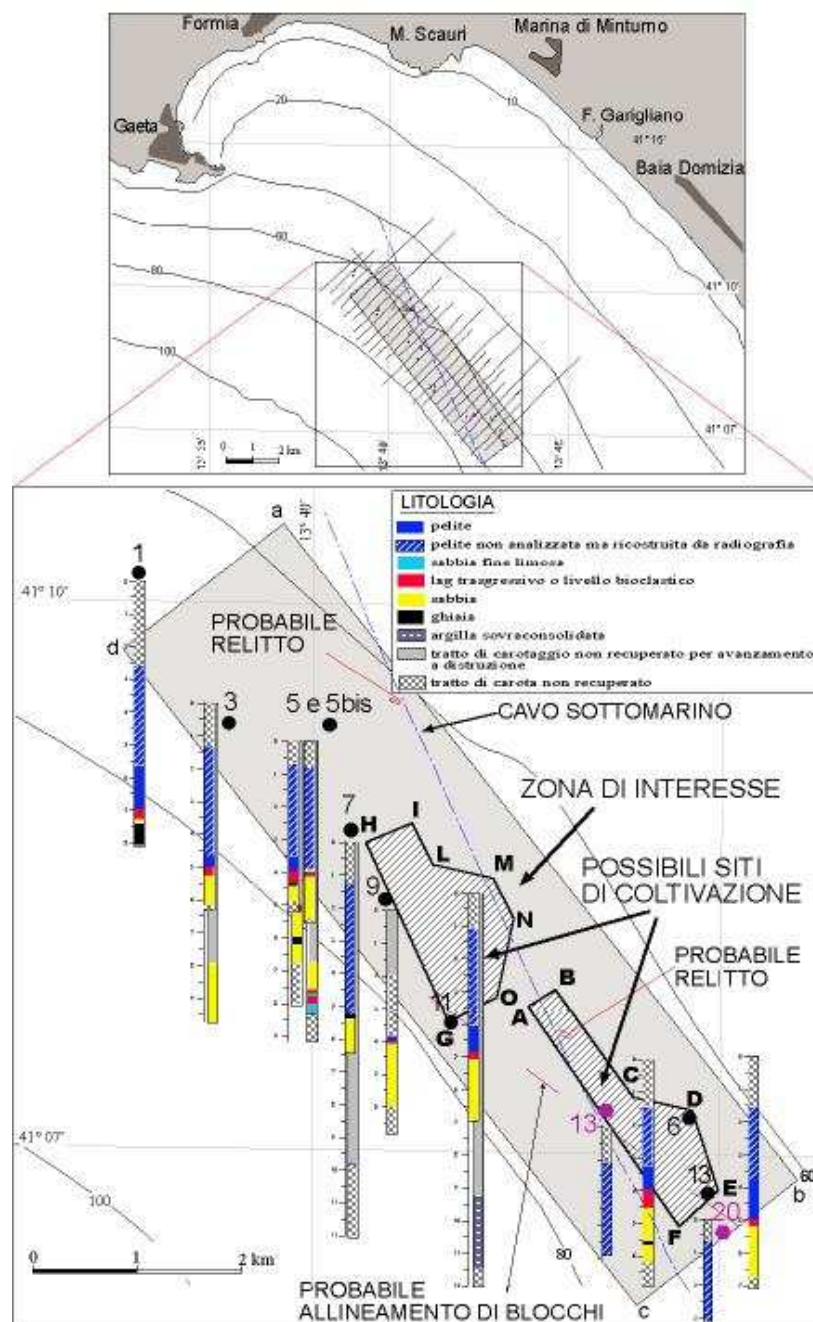 Formia
M. Scauri
Marina di Minturno
20
10
F. Garigliano
Gaeta
41° 15'
Baia Domizia
60
80
41° 10'
100
41° 07'
0 1 2 km
13° 40'
a
LITOLOGIA
pelite
pelite non analizzata ma ricostruita da radiografia
sabbia fine limosa
lag trasgressivo o livello bioclastico
sabbia
ghiaia
argilla sovraconsolidata
tratto di carotaggio non recuperato per avanzamento
a distruzione
tratto di carota non recuperato
1
41° 10'
PROBABILE
RELITTO
d
3
5 e 5bis
CAVO SOTTOMARINO
ZONA DI INTERESSE
7
H
I
L
M
POSSIBILI SITI
DI COLTIVAZIONE
9
N
PROBABILE
RELITTO
11
G
O
B
A
C
D
13
6
41° 07'
13
E
60
b
20
F
100
80
0 1 2 km
PROBABILE
ALLINEAMENTO DI BLOCCHI
c